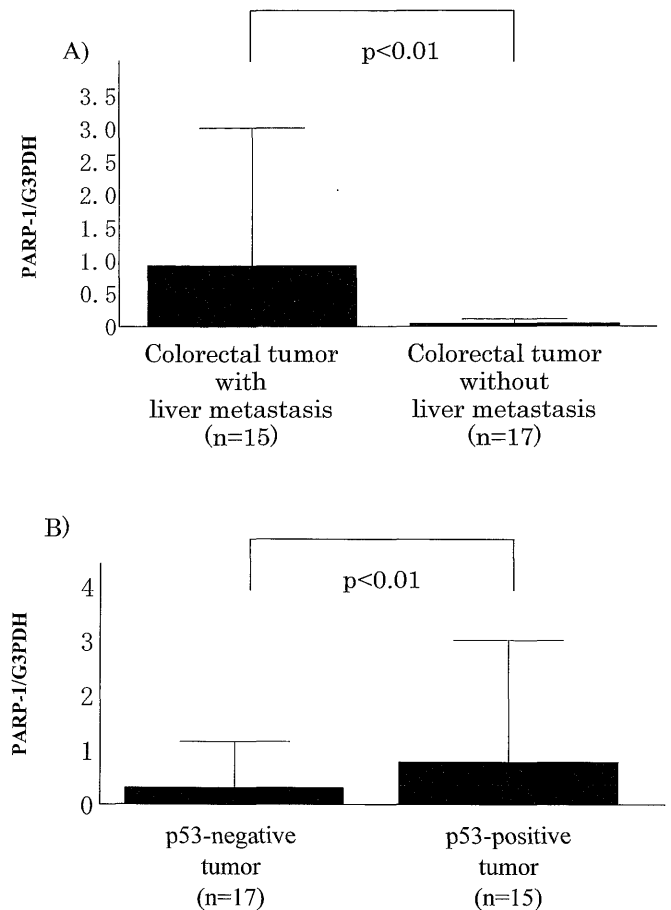 A)
p<0.01
PARP-1/G3PDH
3.5
3.0
2.5
2.0
1.5
1.0
0.5
0
Colorectal tumor
with
liver metastasis
(n=15)
Colorectal tumor
without
liver metastasis
(n=17)
B)
p<0.01
PARP-1/G3PDH
4
3
2
1
0
p53-negative
tumor
(n=17)
p53-positive
tumor
(n=15)